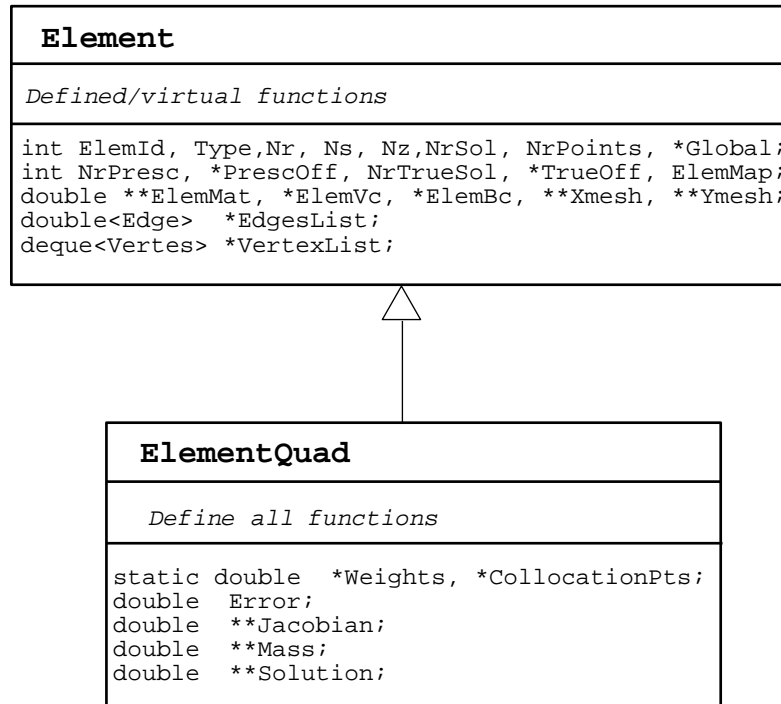 Element
Defined/virtual functions
int ElemId, Type,Nr, Ns, Nz,NrSol, NrPoints, *Global;
int NrPresc, *PrescOff, NrTrueSol, *TrueOff, ElemMap;
double **ElemMat, *ElemVc, *ElemBc, **Xmesh, **Ymesh;
double<Edge>  *EdgesList;
deque<Vertes> *VertexList;
ElementQuad
Define all functions
static double  *Weights, *CollocationPts;
double  Error;
double  **Jacobian;
double  **Mass;
double  **Solution;